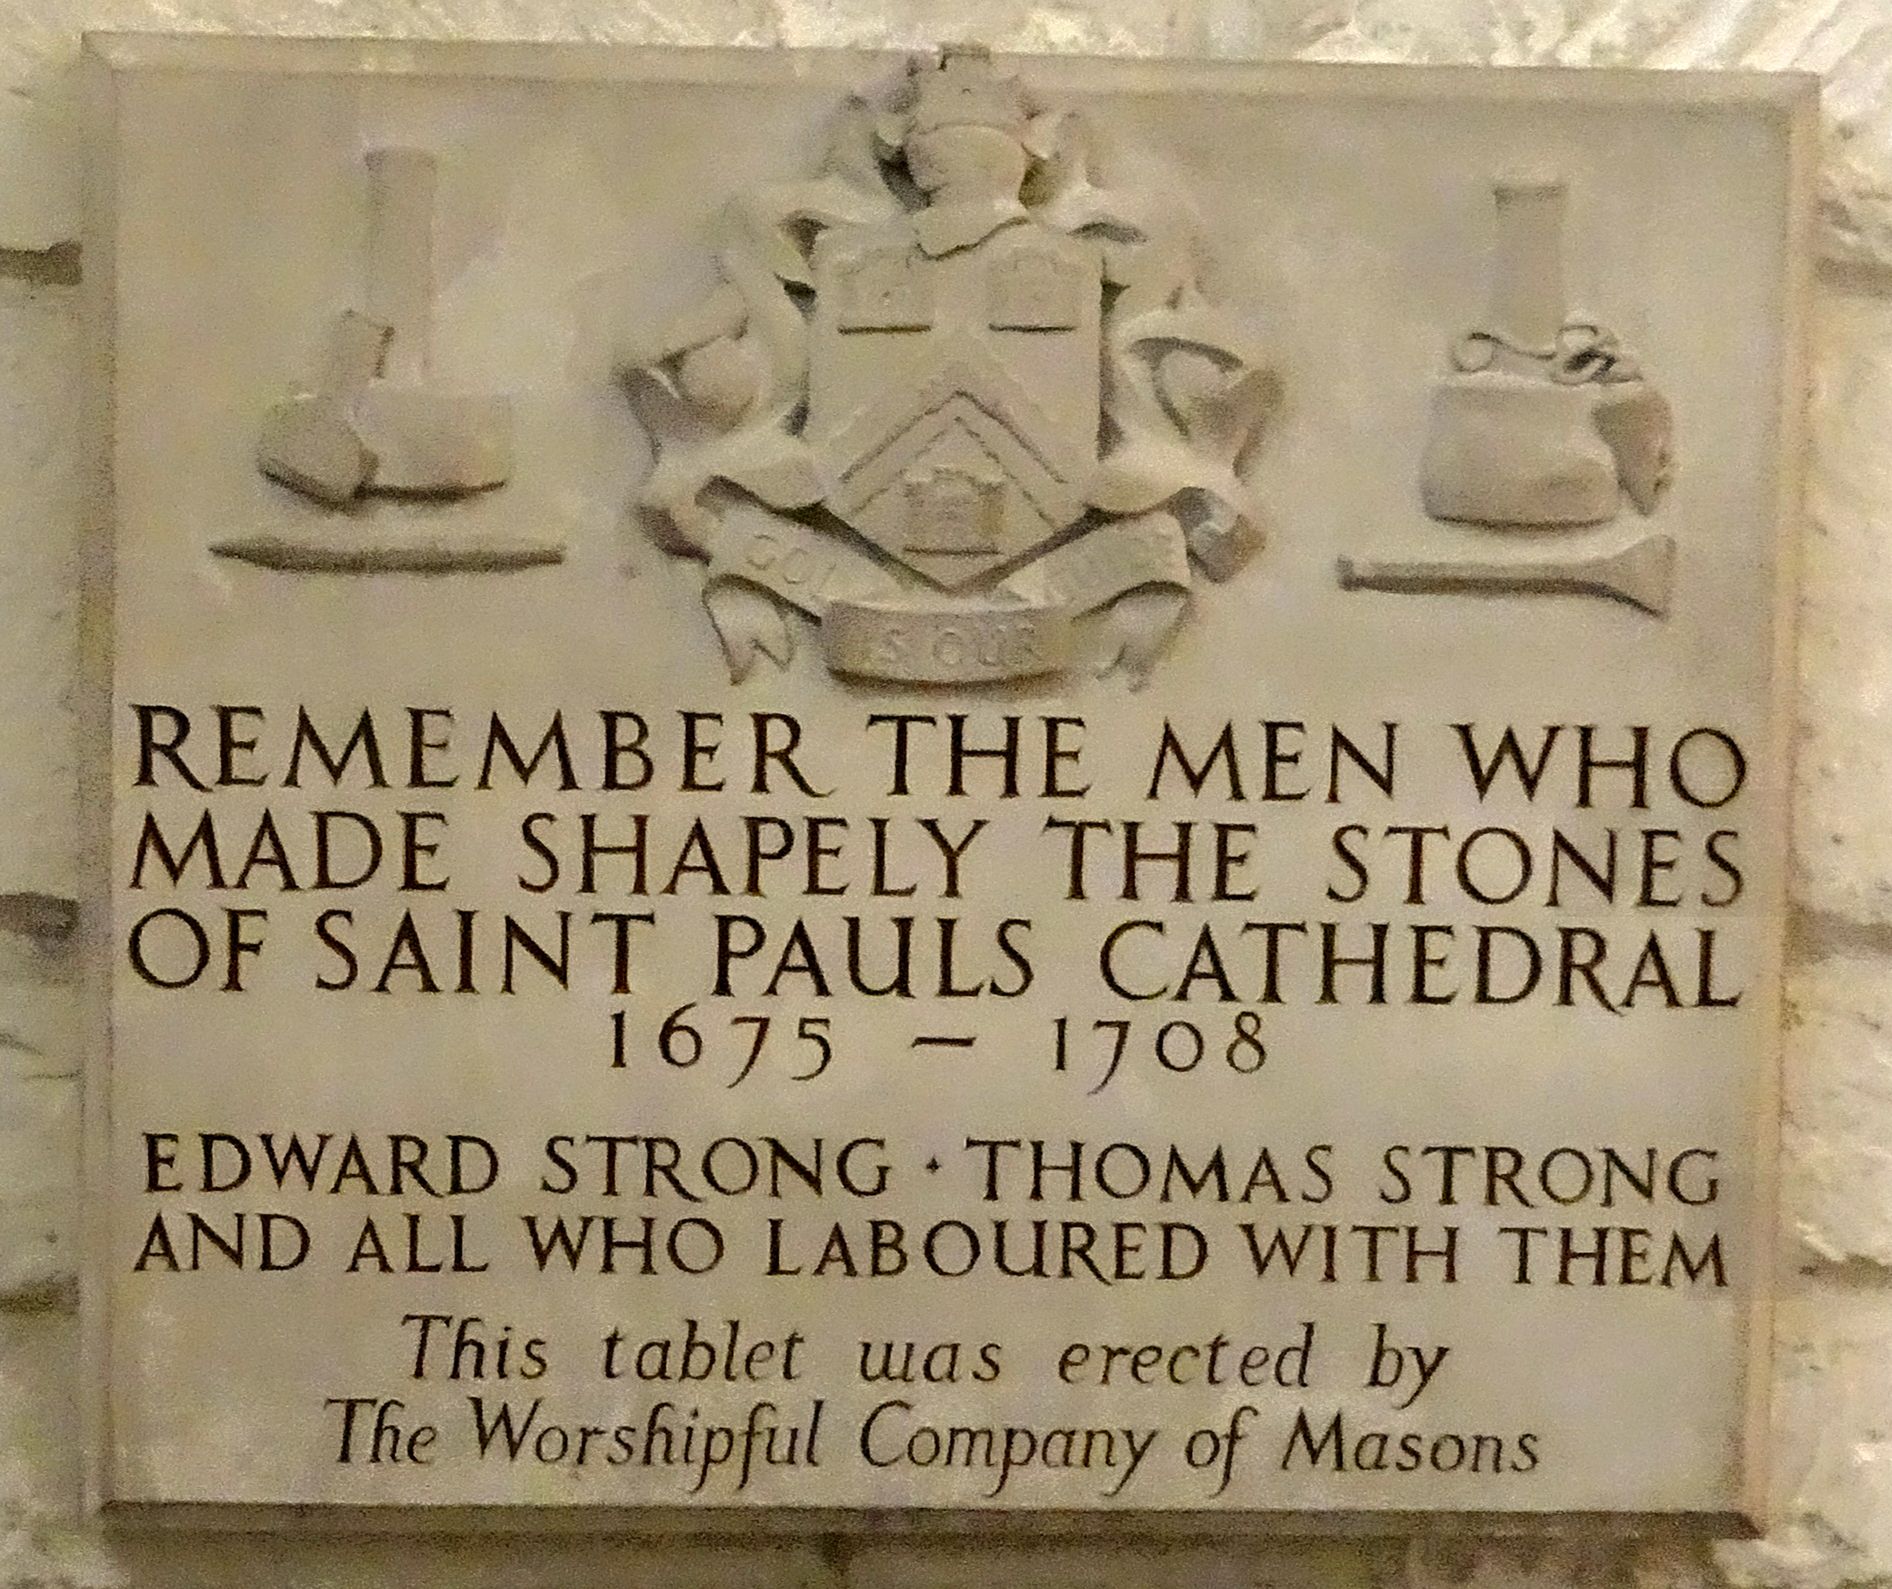 IS OUR
REMEMBER THE MEN WHO
MADE SHAPELY THE STONES
OF SAINT PAULS CATHEDRAL
1675 – 1708
EDWARD STRONG · THOMAS STRONG
AND ALL WHO LABOURED WITH THEM
This tablet was erected by
The Worshipful Company of Masons